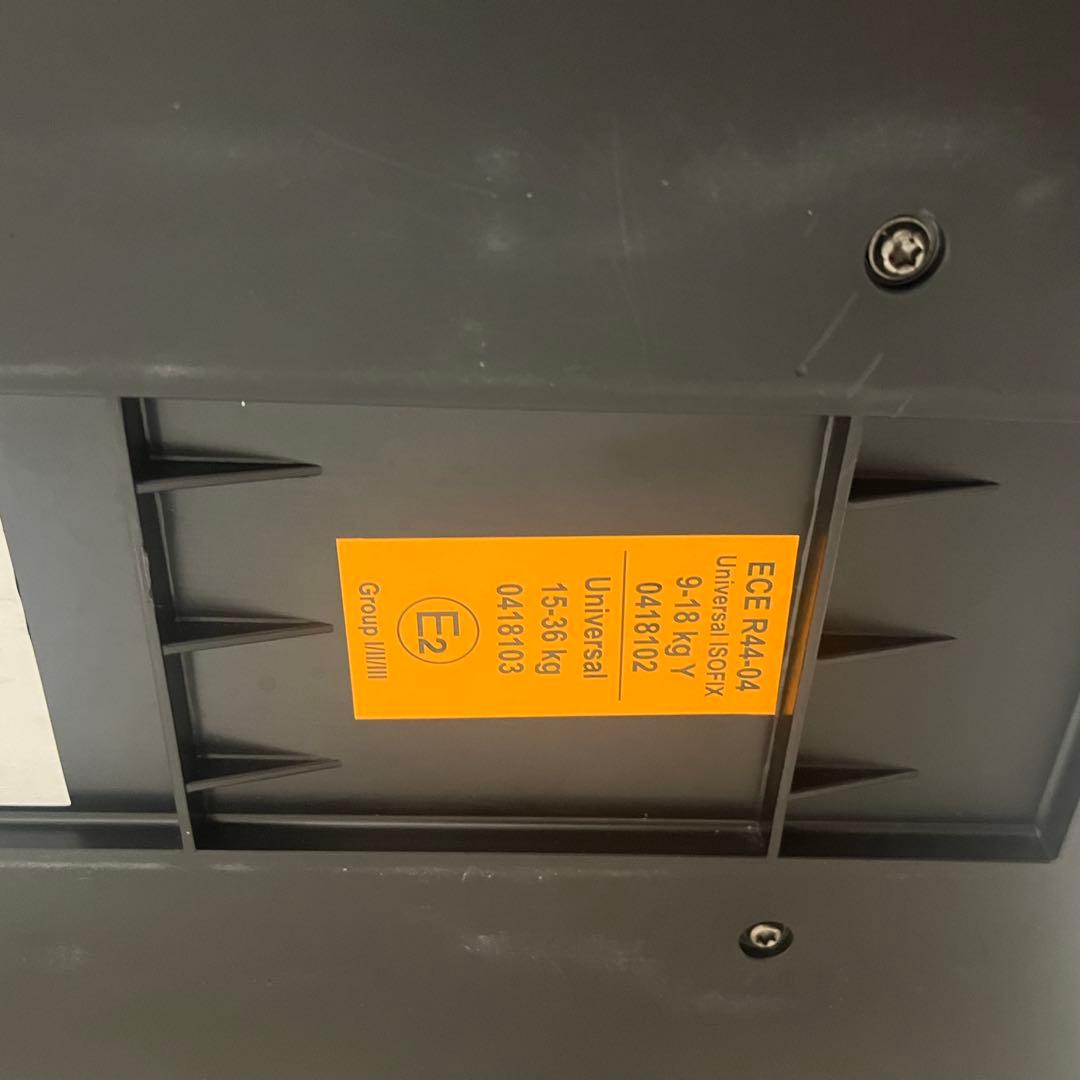 ECE R44-04
Universal ISOFIX
9-18 kg Y
0418102
Universal
15-36 kg
0418103
E2
Group I/II/III